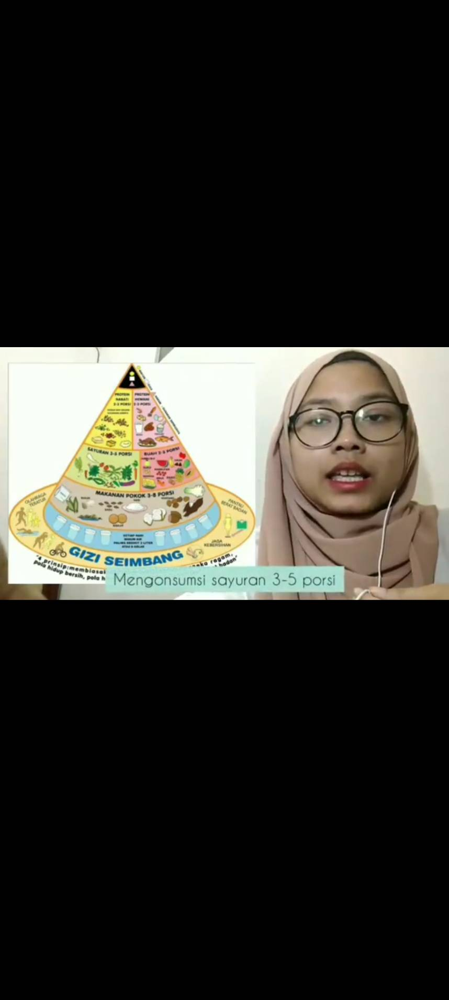 PROTEIN
NABATI
2-3 PORSI
PROTEIN
HEWANI
2-3 PORSI
SAYURAN 3-5 PORSI
BUAH 2-3 PORSI
MAKANAN POKOK 3-8 PORSI
OLAHRAGA
TERATUR
PANTAU
BERAT BADAN
SETIAP HARI
MINUM AIR
PALING SEDIKIT 2 LITER
ATAU 8 GELAS
JAGA
KEBERSIHAN
GIZI SEIMBANG
"4 prinsip:membiasak
ragam,
pola hidup bersih, pola h
badan"
Mengonsumsi sayuran 3-5 porsi